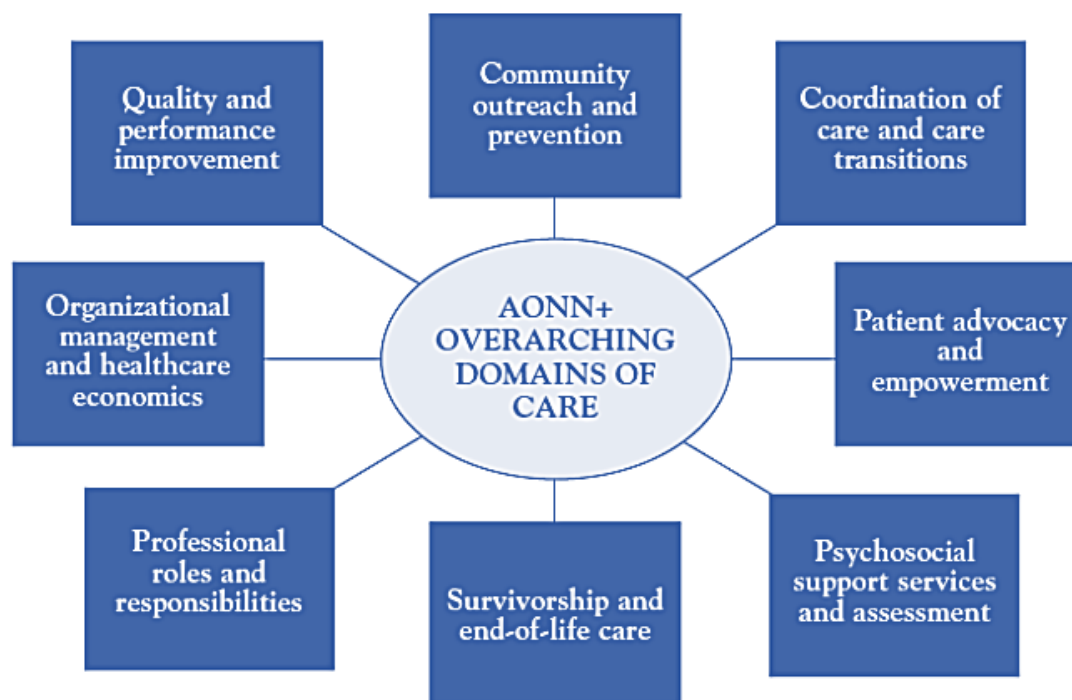 Quality and
performance
improvement
Community
outreach and
prevention
Coordination of
care and care
transitions
Organizational
management
and healthcare
economics
AONN+
OVERARCHING
DOMAINS OF
CARE
Patient advocacy
and
empowerment
Professional
roles and
responsibilities
Survivorship and
end-of-life care
Psychosocial
support services
and assessment